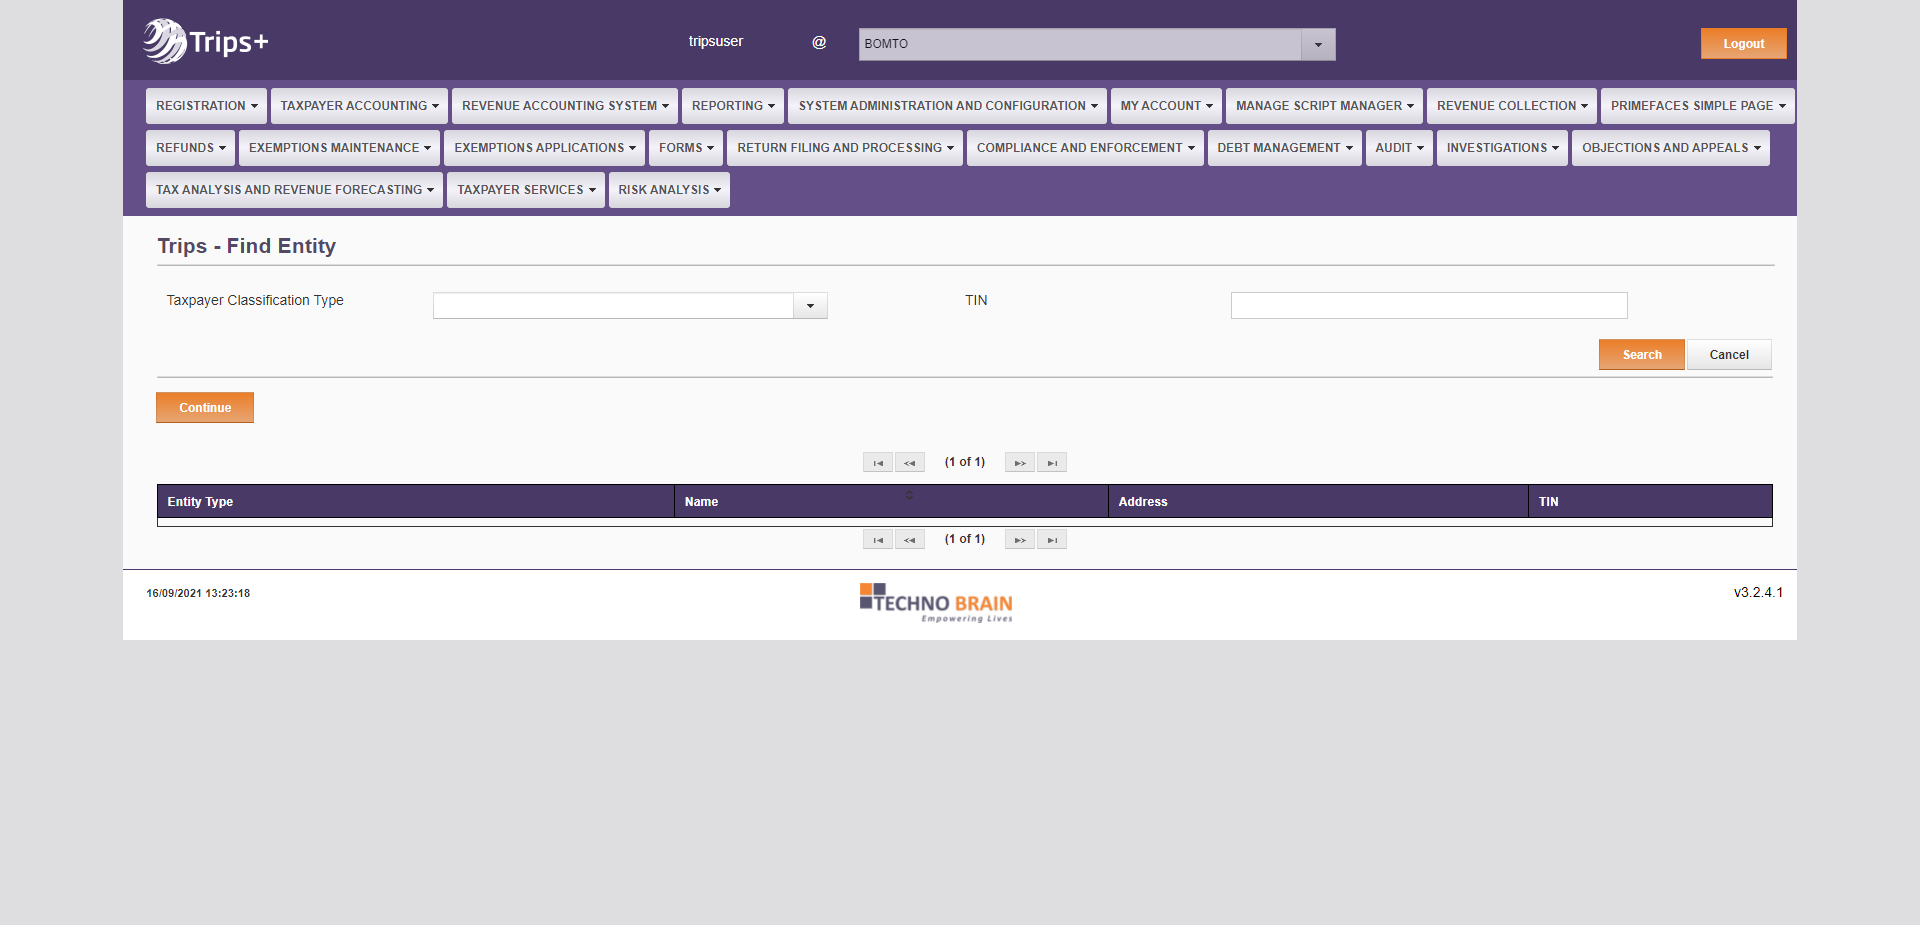 Trips+
tripsuser @ BOMTO Logout
REGISTRATION TAXPAYER ACCOUNTING REVENUE ACCOUNTING SYSTEM REPORTING SYSTEM ADMINISTRATION AND CONFIGURATION MY ACCOUNT MANAGE SCRIPT MANAGER REVENUE COLLECTION PRIMEFACES SIMPLE PAGE
REFUNDS EXEMPTIONS MAINTENANCE EXEMPTIONS APPLICATIONS FORMS RETURN FILING AND PROCESSING COMPLIANCE AND ENFORCEMENT DEBT MANAGEMENT AUDIT INVESTIGATIONS OBJECTIONS AND APPEALS
TAX ANALYSIS AND REVENUE FORECASTING TAXPAYER SERVICES RISK ANALYSIS
Trips - Find Entity
Taxpayer Classification Type TIN
Search Cancel
Continue
(1 of 1)
Entity Type Name Address TIN
(1 of 1)
16/09/2021 13:23:18 TECHNO BRAIN v3.2.4.1
Empowering Lives